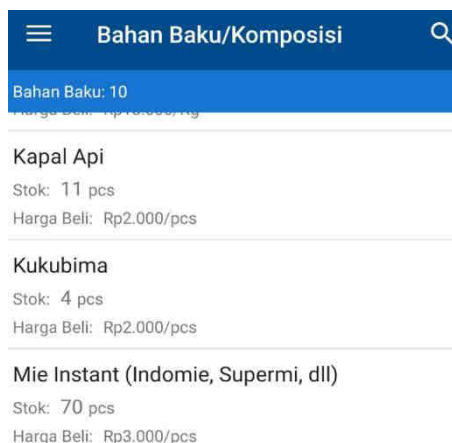 Bahan Baku/Komposisi
Bahan Baku: 10
Kapal Api
Stok: 11 pcs
Harga Beli: Rp2.000/pcs
Kukubima
Stok: 4 pcs
Harga Beli: Rp2.000/pcs
Mie Instant (Indomie, Supermi, dll)
Stok: 70 pcs
Harga Beli: Rp3.000/pcs